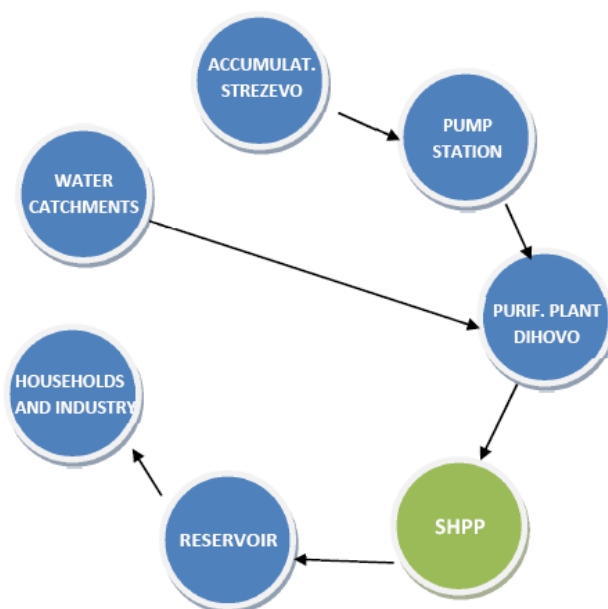 ACCUMULAT.
STREZEVO
PUMP
STATION
WATER
CATCHMENTS
PURIF. PLANT
DIHOVO
HOUSEHOLDS
AND INDUSTRY
RESERVOIR
SHPP